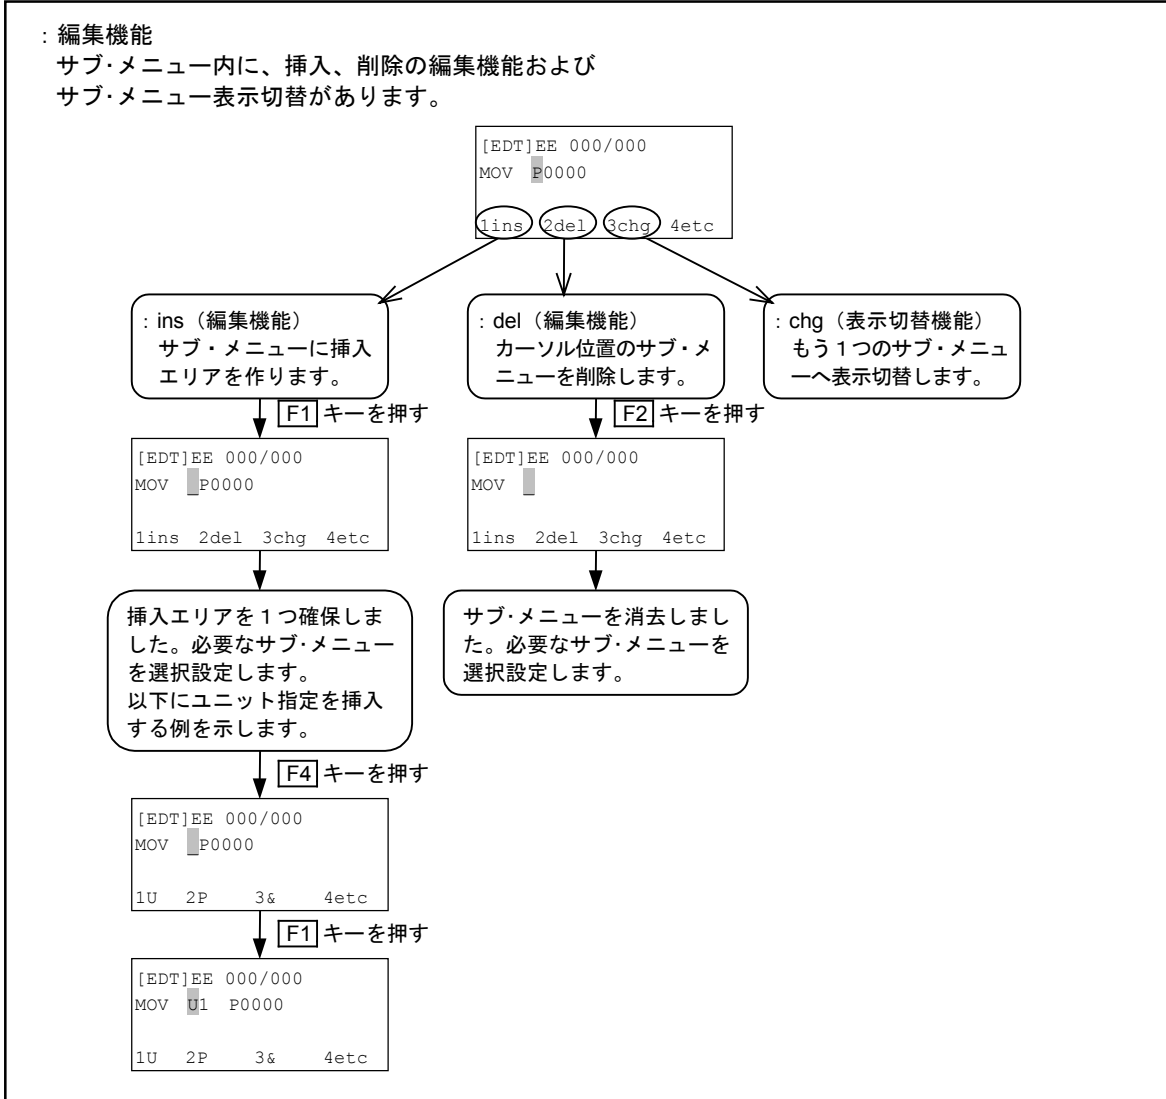 ：編集機能
サブ･メニュー内に、挿入、削除の編集機能および
サブ･メニュー表示切替があります。
[EDT]EE 000/000
MOV P0000
1ins 2del 3chg 4etc
：ins（編集機能）
サブ・メニューに挿入
エリアを作ります。
F1 キーを押す
[EDT]EE 000/000
MOV _P0000
1ins 2del 3chg 4etc
挿入エリアを１つ確保しま
した。必要なサブ･メニュー
を選択設定します。
以下にユニット指定を挿入
する例を示します。
F4 キーを押す
[EDT]EE 000/000
MOV _P0000
1U 2P 3& 4etc
F1 キーを押す
[EDT]EE 000/000
MOV U1 P0000
1U 2P 3& 4etc
：del（編集機能）
カーソル位置のサブ・メ
ニューを削除します。
F2 キーを押す
[EDT]EE 000/000
MOV _
1ins 2del 3chg 4etc
サブ･メニューを消去しまし
た。必要なサブ･メニューを
選択設定します。
：chg（表示切替機能）
もう１つのサブ・メニュ
ーへ表示切替します。